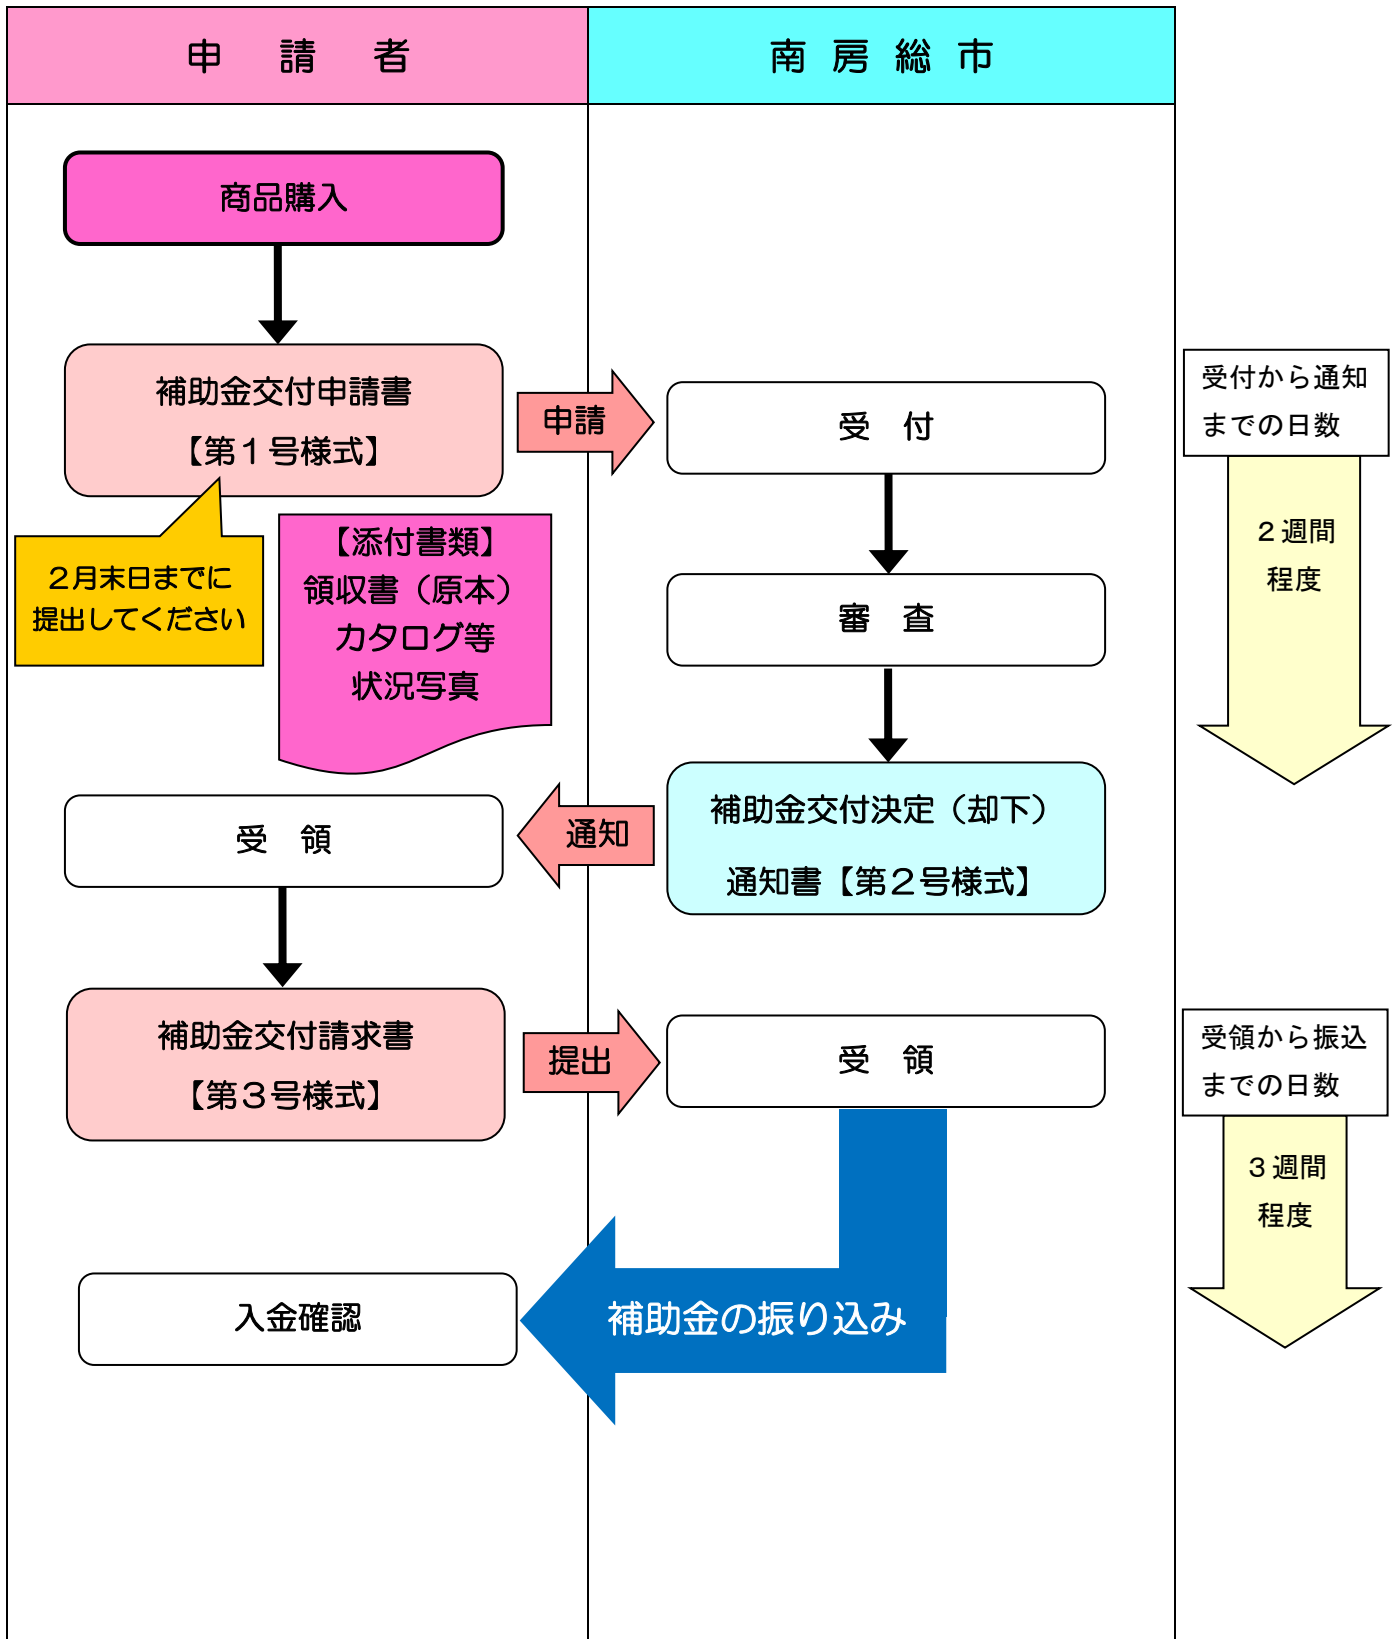 申　請　者
南 房 総 市
商品購入
補助金交付申請書
【第１号様式】
申請
受　付
受付から通知
までの日数
２週間
程度
２月末日までに
提出してください
【添付書類】
領収書（原本）
カタログ等
状況写真
審　査
補助金交付決定（却下）
通知書【第２号様式】
通知
受　領
補助金交付請求書
【第３号様式】
提出
受　領
受領から振込
までの日数
３週間
程度
補助金の振り込み
入金確認